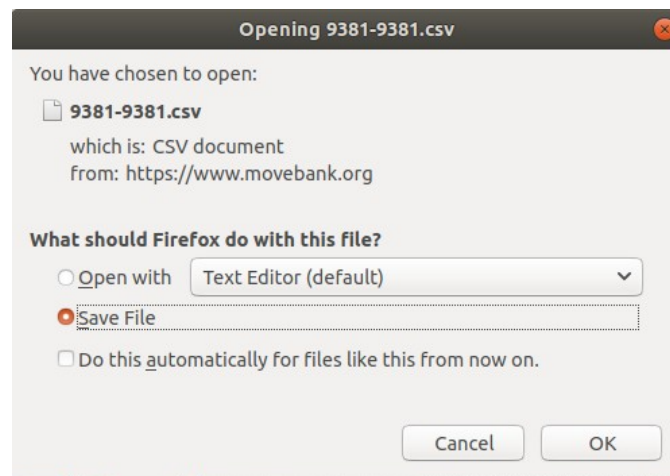 Opening 9381-9381.csv
You have chosen to open:
9381-9381.csv
which is: CSV document
from: https://www.movebank.org
What should Firefox do with this file?
Open with Text Editor (default)
Save File
Do this automatically for files like this from now on.
Cancel OK